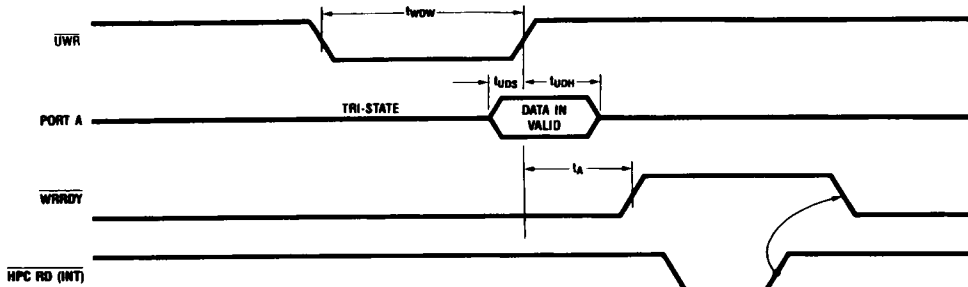 tWDW
UWR
tUDS
tUDH
TRI-STATE
DATA IN
VALID
PORT A
tA
WRRDY
HPC RD (INT)